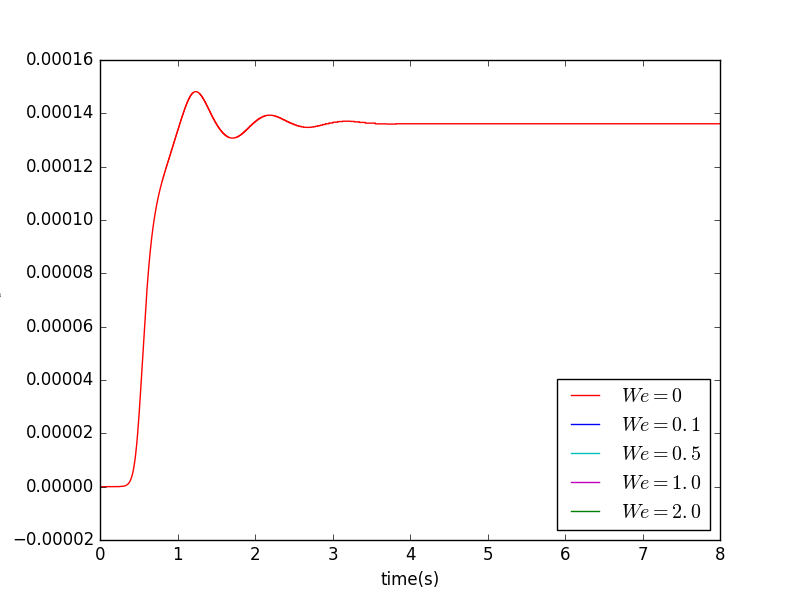 0.00016
0.00014
0.00012
0.00010
0.00008
0.00006
0.00004
0.00002
0.00000
−0.00002
0 1 2 3 4 5 6 7 8
time(s)
We = 0
We = 0.1
We = 0.5
We = 1.0
We = 2.0